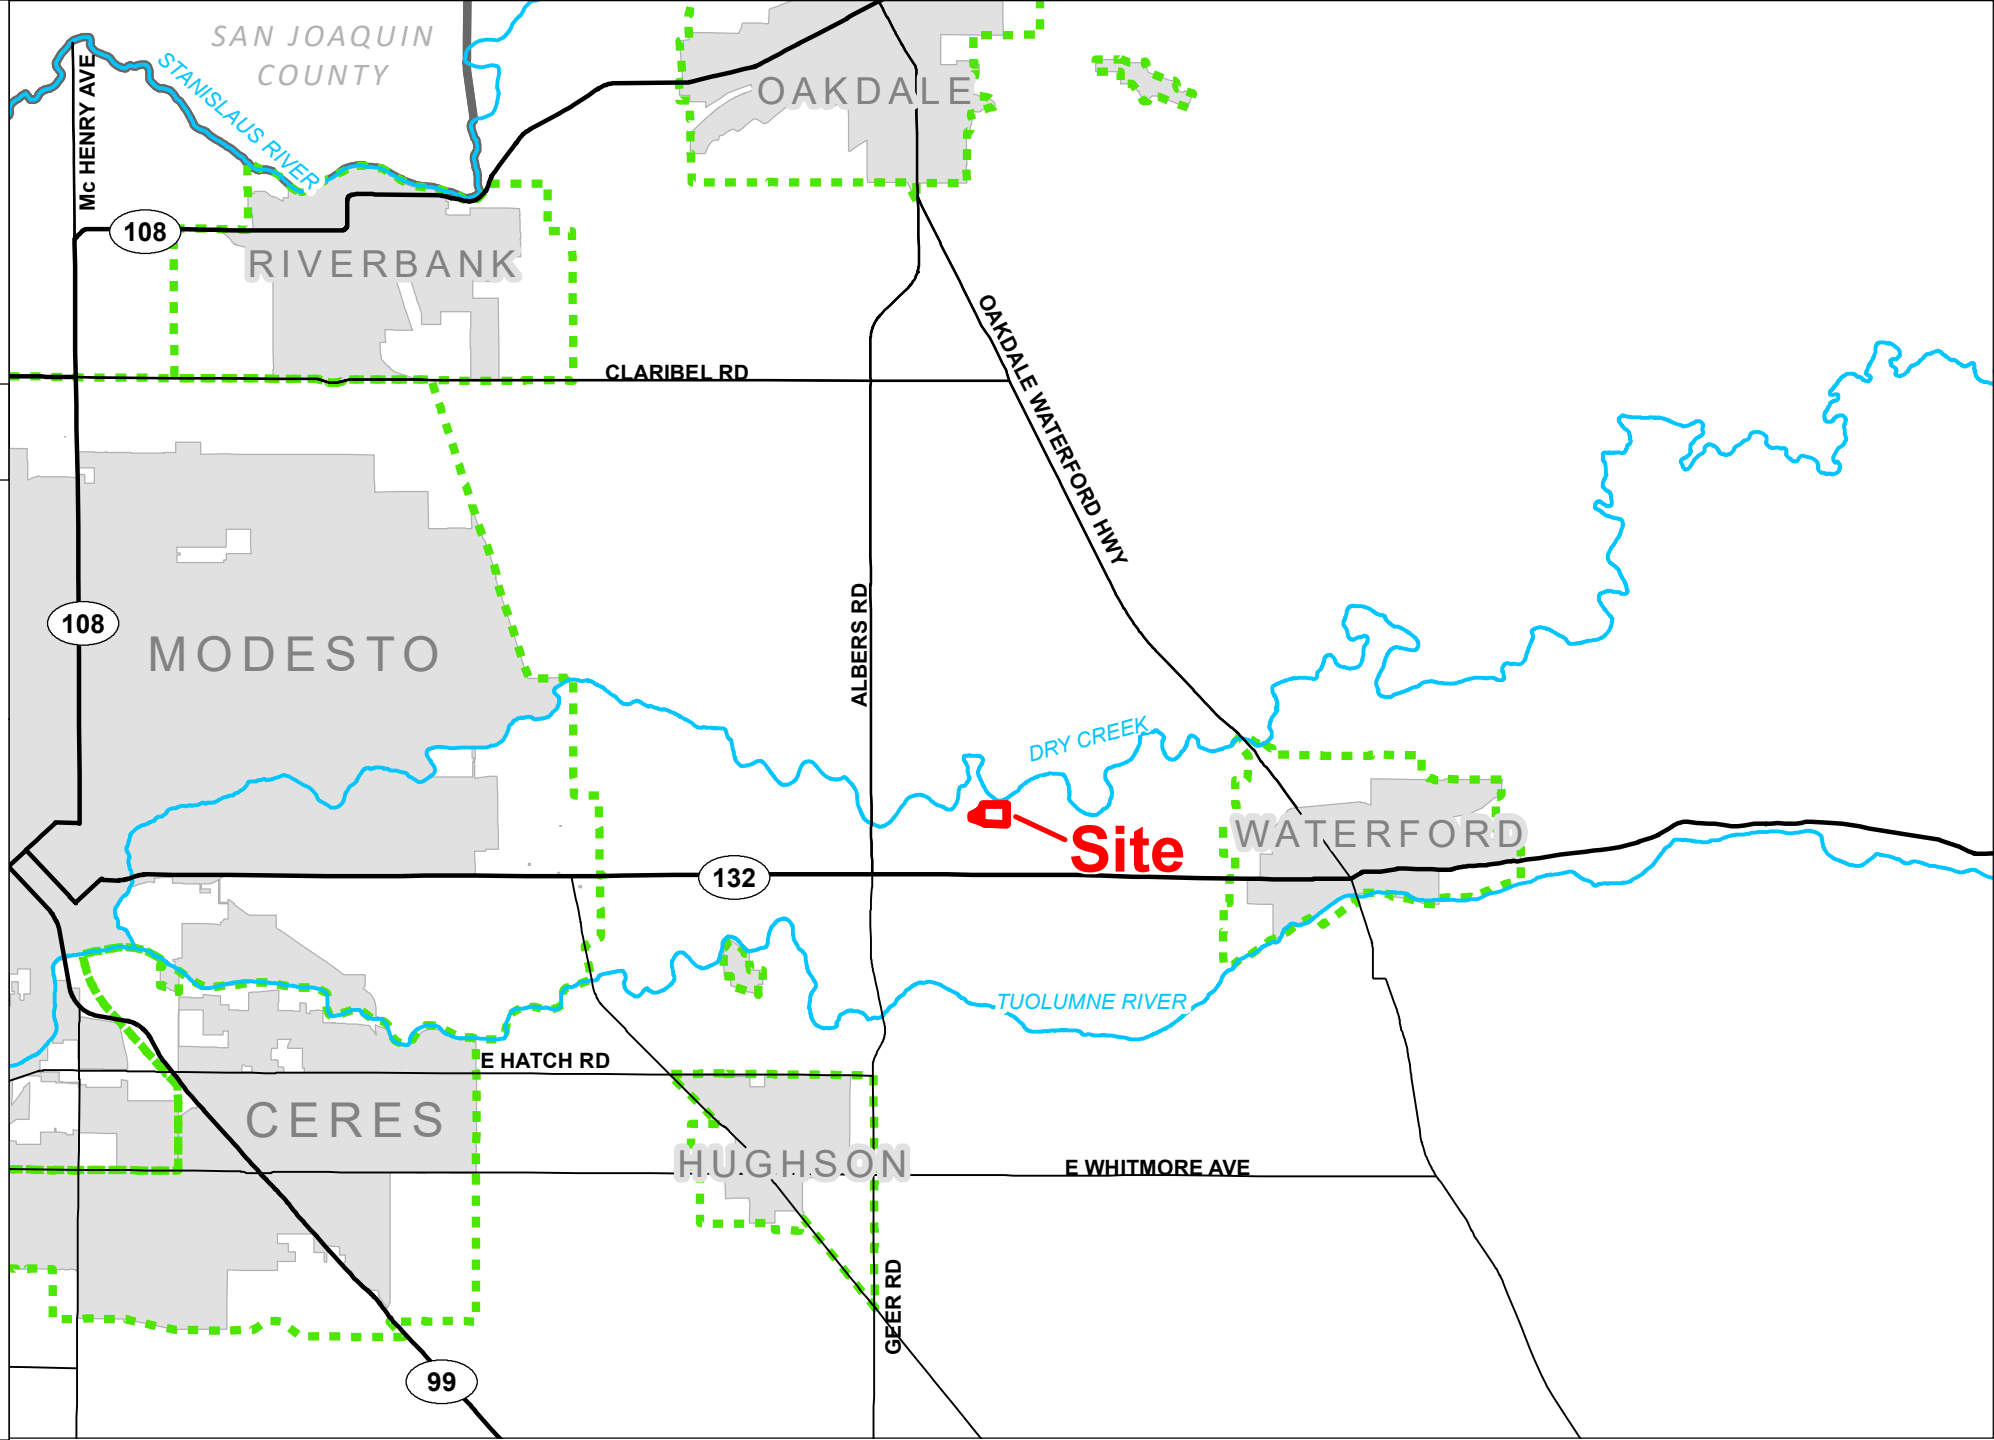 SAN JOAQUIN
COUNTY
Mc HENRY AVE
STANISLAUS RIVER
OAKDALE
108
RIVERBANK
OAKDALE WATERFORD HWY
CLARIBEL RD
108
MODESTO
ALBERS RD
DRY CREEK
Site
WATERFORD
132
TUOLUMNE RIVER
E HATCH RD
CERES
HUGHSON
E WHITMORE AVE
GEER RD
99